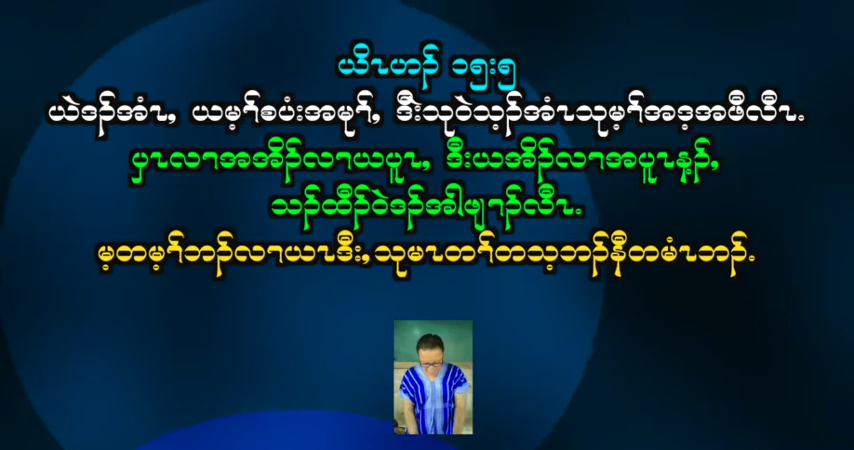 ယိၤဟၣ် ၁၅း၅
ယဲဒၣ်အံၤ, ယမ့ၢ်စပံးအမုၢ်, ဒီးသုဝဲသ့ၣ်အံၤသုမ့ၢ်အဒ့အဖီလီၤ.
ပှၤလၢအအိၣ်လၢယပူၤ, ဒီးယအိၣ်လၢအပူၤန့ၣ်,
သၣ်ထီၣ်ဝဲဒၣ်အါဖျၢၣ်လီၤ.
မ့တမ့ၢ်ဘၣ်လၢယၤဒီး,သုမၤတၢ်တသ့ဘၣ်နီတမံၤဘၣ်.